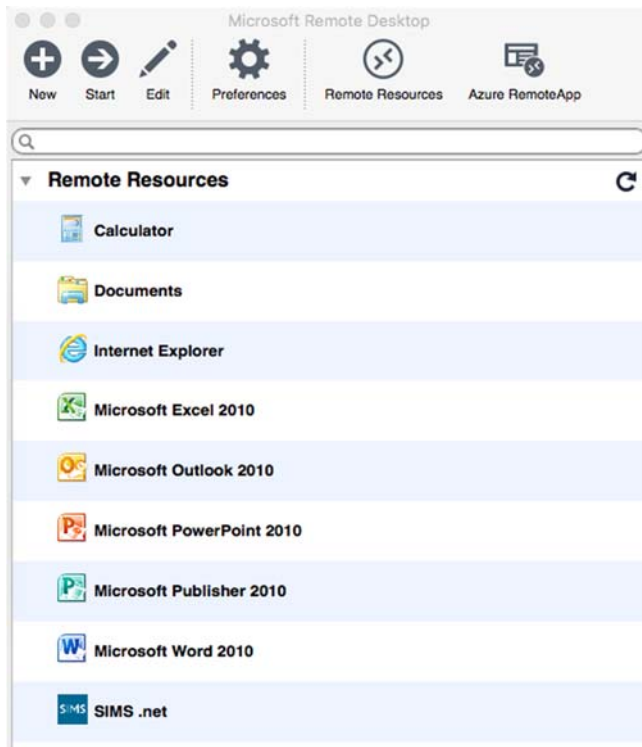 Microsoft Remote Desktop
New Start Edit Preferences Remote Resources Azure RemoteApp
Remote Resources
Calculator
Documents
Internet Explorer
Microsoft Excel 2010
Microsoft Outlook 2010
Microsoft PowerPoint 2010
Microsoft Publisher 2010
Microsoft Word 2010
SIMS SIMS .net